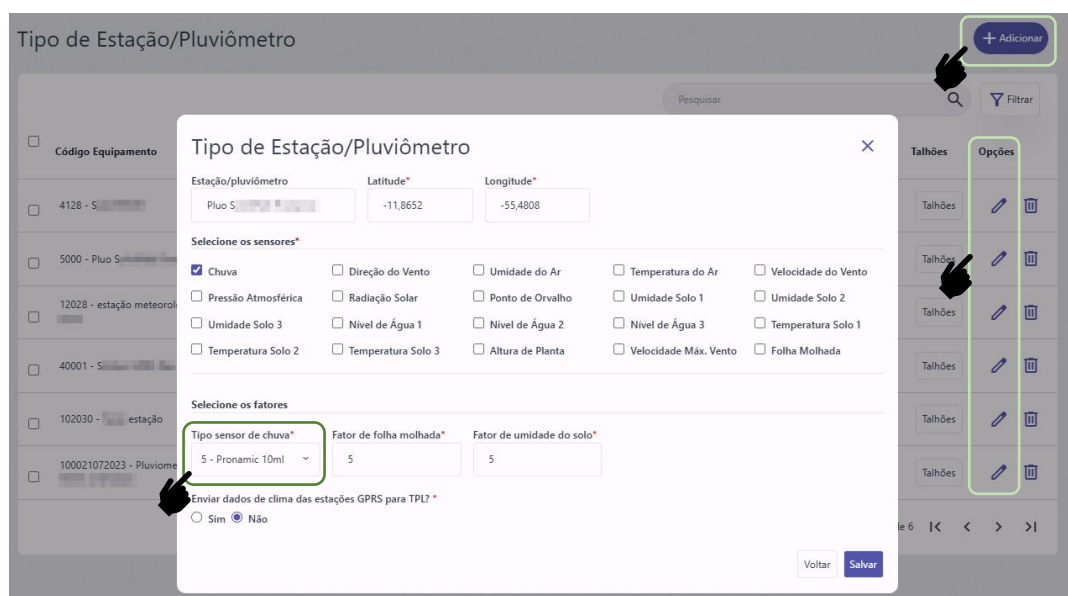 Tipo de Estação/Pluviômetro
+ Adicionar
Pesquisar
Filtrar
Código Equipamento
Talhões
Opções
4128 - S
Talhões
5000 - Pluo S
Talhões
12028 - estação meteorol
Talhões
40001 - S
Talhões
102030 - estação
Talhões
100021072023 - Pluviome
Talhões
de 6
Tipo de Estação/Pluviômetro
Estação/pluviômetro Latitude* Longitude*
Pluo S -11,8652 -55,4808
Selecione os sensores*
Chuva Direção do Vento Umidade do Ar Temperatura do Ar Velocidade do Vento
Pressão Atmosférica Radiação Solar Ponto de Orvalho Umidade Solo 1 Umidade Solo 2
Umidade Solo 3 Nível de Água 1 Nível de Água 2 Nível de Água 3 Temperatura Solo 1
Temperatura Solo 2 Temperatura Solo 3 Altura de Planta Velocidade Máx. Vento Folha Molhada
Selecione os fatores
Tipo sensor de chuva* Fator de folha molhada* Fator de umidade do solo*
5 - Pronamic 10ml 5 5
Enviar dados de clima das estações GPRS para TPL? *
Sim Não
Voltar Salvar